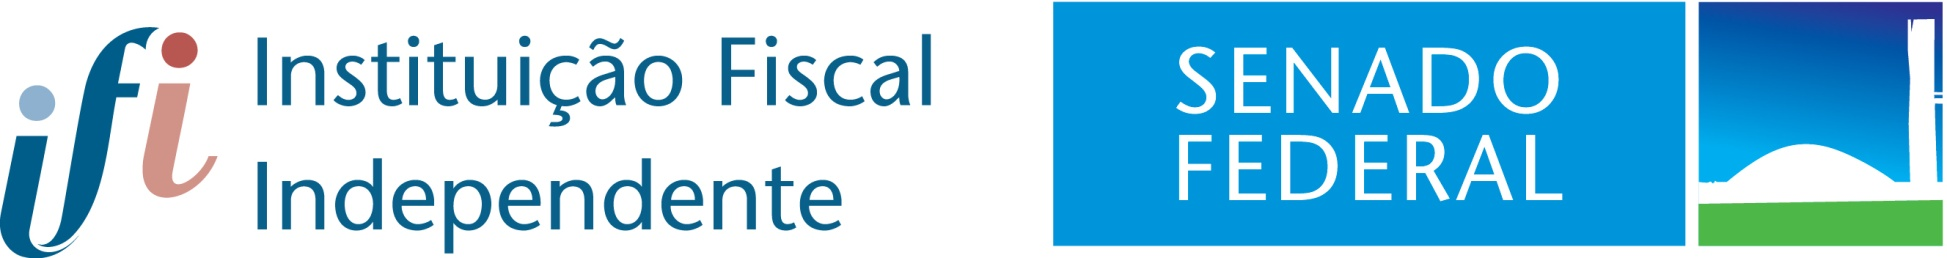 ifi
Instituição Fiscal
Independente
SENADO
FEDERAL